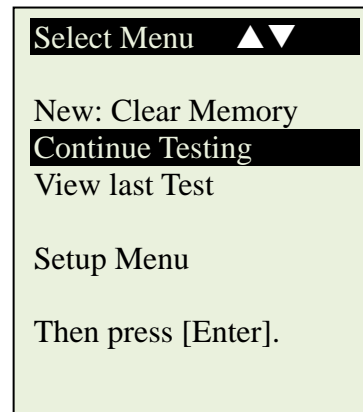 Select Menu ▲▼
New: Clear Memory
Continue Testing
View last Test
Setup Menu
Then press [Enter].